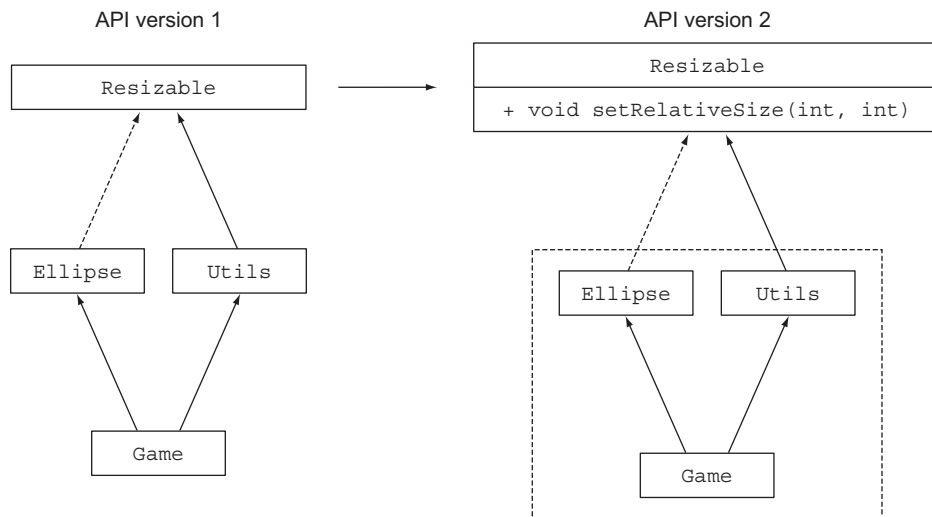 API version 1
API version 2
Resizable
Resizable
+ void setRelativeSize(int, int)
Ellipse
Utils
Ellipse
Utils
Game
Game